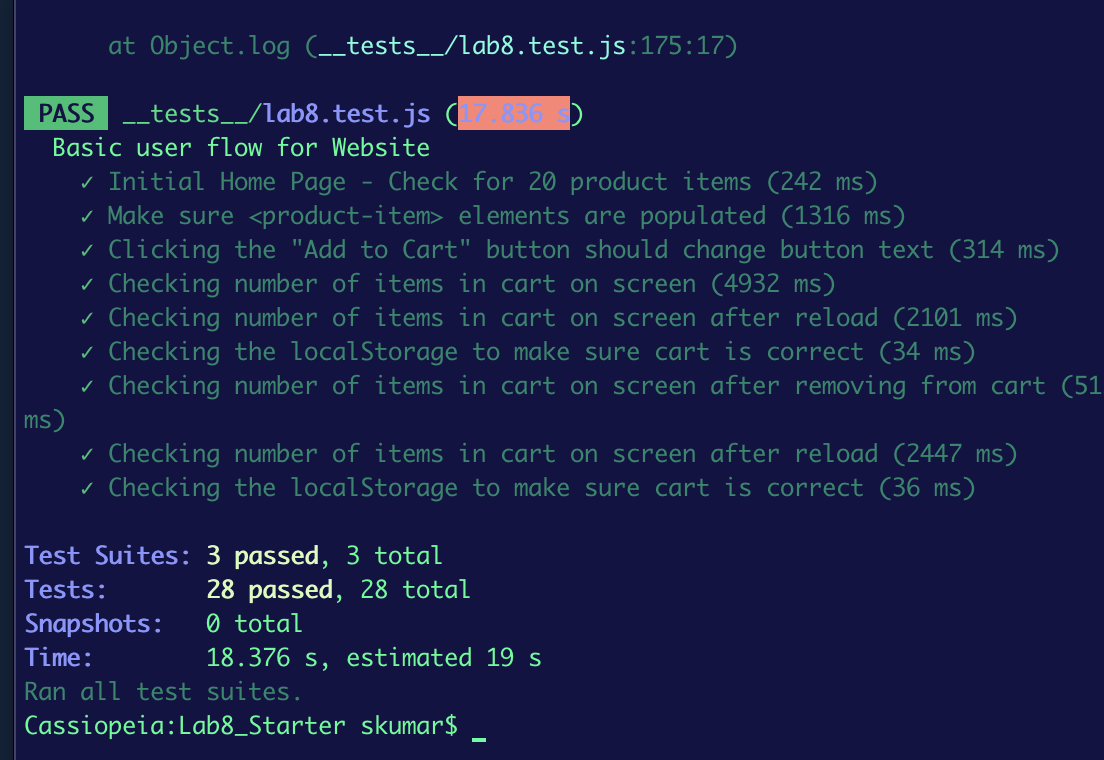 at Object.log (__tests__/lab8.test.js:175:17)
PASS __tests__/lab8.test.js (17.836 s)
Basic user flow for Website
✓ Initial Home Page - Check for 20 product items (242 ms)
✓ Make sure <product-item> elements are populated (1316 ms)
✓ Clicking the "Add to Cart" button should change button text (314 ms)
✓ Checking number of items in cart on screen (4932 ms)
✓ Checking number of items in cart on screen after reload (2101 ms)
✓ Checking the localStorage to make sure cart is correct (34 ms)
✓ Checking number of items in cart on screen after removing from cart (51
ms)
✓ Checking number of items in cart on screen after reload (2447 ms)
✓ Checking the localStorage to make sure cart is correct (36 ms)
Test Suites: 3 passed, 3 total
Tests: 28 passed, 28 total
Snapshots: 0 total
Time: 18.376 s, estimated 19 s
Ran all test suites.
Cassiopeia:Lab8_Starter skumar$